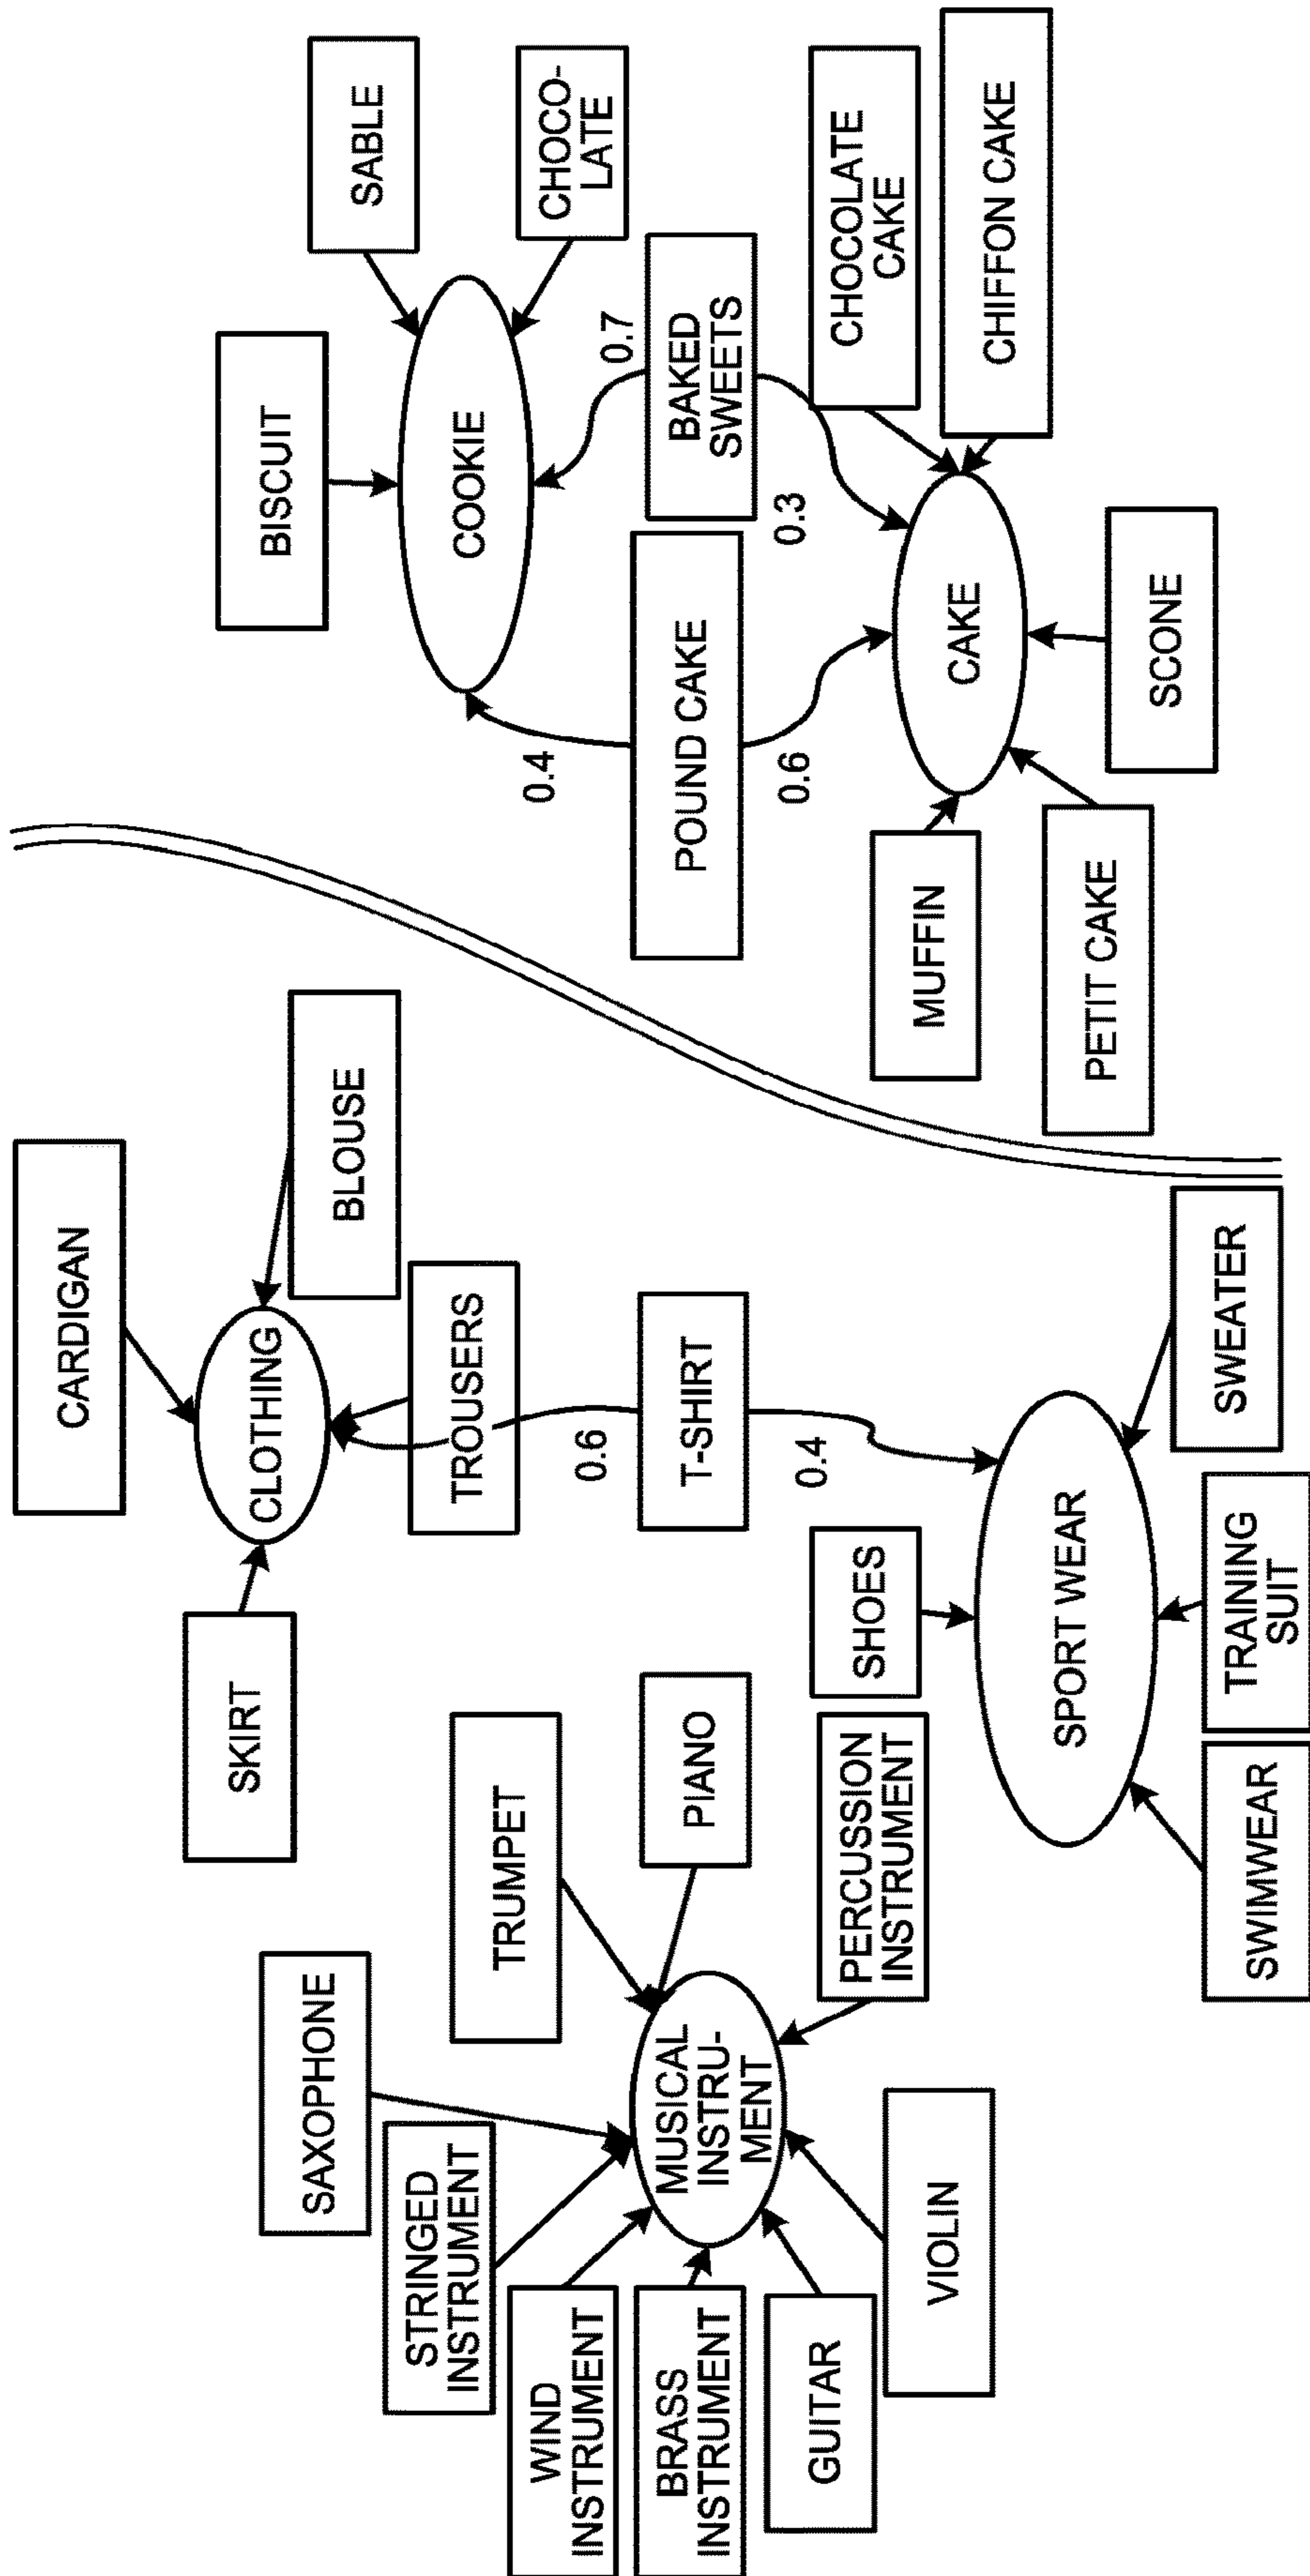 CARDIGAN
SKIRT
CLOTHING
BLOUSE
TROUSERS
0.6
T-SHIRT
0.4
SAXOPHONE
STRINGED
INSTRUMENT
TRUMPET
WIND
INSTRUMENT
BRASS
INSTRUMENT
MUSICAL
INSTRU-
MENT
PIANO
GUITAR
PERCUSSION
INSTRUMENT
VIOLIN
SHOES
SPORT WEAR
SWIMWEAR
TRAINING
SUIT
SWEATER
BISCUIT
SABLE
COOKIE
CHOCO-
LATE
0.4
0.7
POUND CAKE
BAKED
SWEETS
0.6
0.3
CHOCOLATE
CAKE
MUFFIN
CAKE
CHIFFON CAKE
PETIT CAKE
SCONE